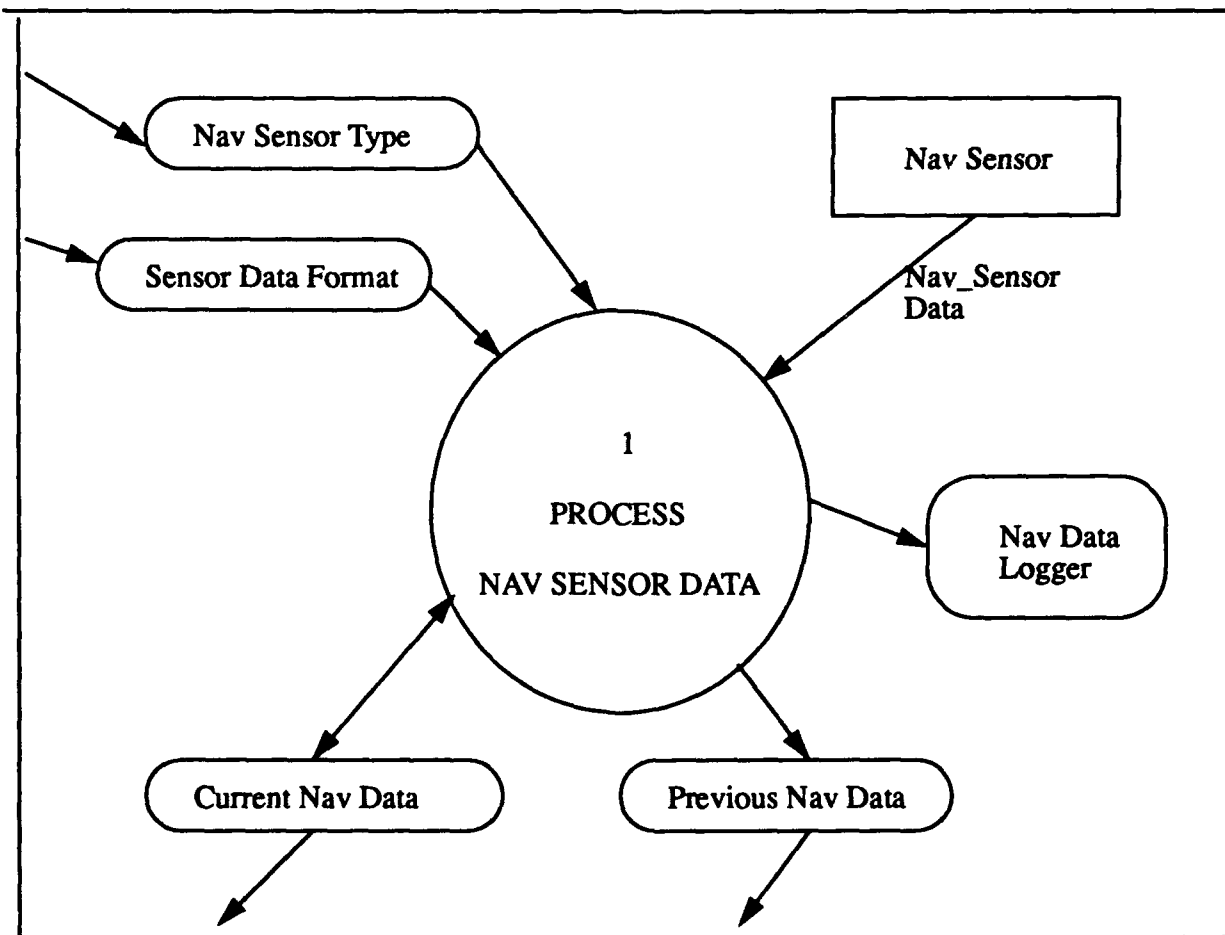 Nav Sensor Type
Nav Sensor
Sensor Data Format
Nav_Sensor
Data
1
PROCESS
NAV SENSOR DATA
Nav Data
Logger
Current Nav Data
Previous Nav Data